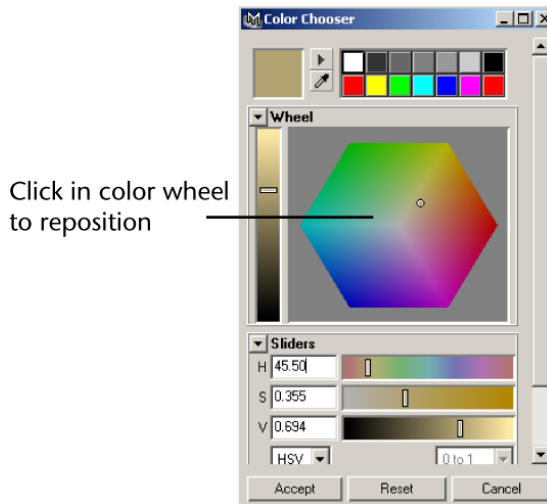 Color Chooser
Wheel
Click in color wheel
to reposition
Sliders
H 45.50
S 0.355
V 0.694
HSV 0 to 1
Accept Reset Cancel